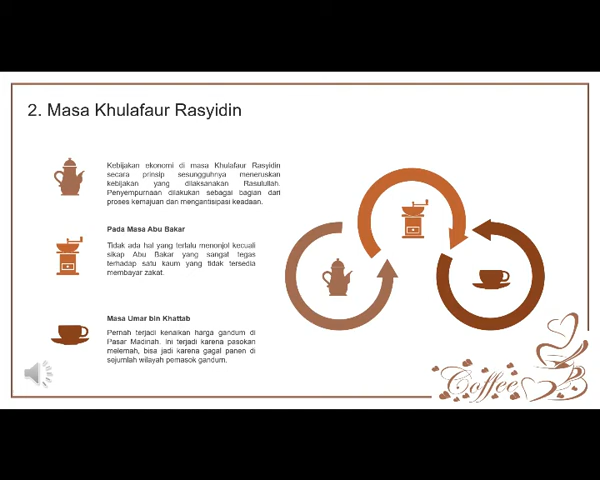 2. Masa Khulafaur Rasyidin
Kebijakan ekonomi di masa Khulafaur Rasyidin
secara prinsip sesungguhnya meneruskan
kebijakan yang dilaksanakan Rasulullah.
Penyempurnaan dilakukan sebagai bagian dari
proses kemajuan dan mengantisipasi keadaan.
Pada Masa Abu Bakar
Tidak ada hal yang terlalu menonjol kecuali
sikap Abu Bakar yang sangat tegas
terhadap satu kaum yang tidak tersedia
membayar zakat.
Masa Umar bin Khattab
Pernah terjadi kenaikan harga gandum di
Pasar Madinah. Ini terjadi karena pasokan
melemah, bisa jadi karena gagal panen di
sejumlah wilayah pemasok gandum.
Coffee